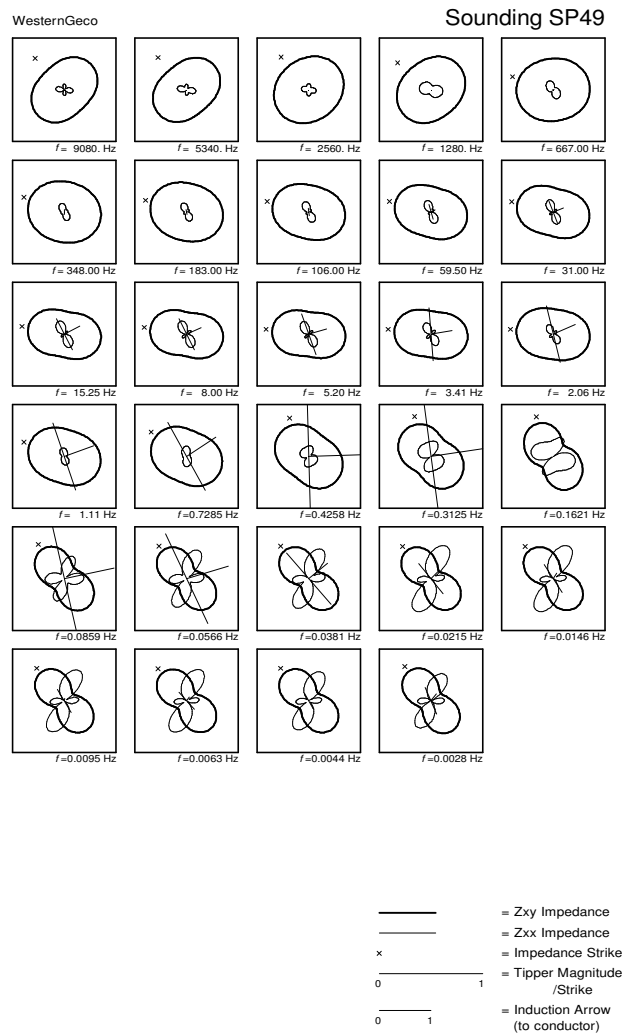 WesternGeco Sounding SP49
f = 9080. Hz f = 5340. Hz f = 2560. Hz f = 1280. Hz f = 667.00 Hz
f = 348.00 Hz f = 183.00 Hz f = 106.00 Hz f = 59.50 Hz f = 31.00 Hz
f = 15.25 Hz f = 8.00 Hz f = 5.20 Hz f = 3.41 Hz f = 2.06 Hz
f = 1.11 Hz f =0.7285 Hz f =0.4258 Hz f =0.3125 Hz f =0.1621 Hz
f =0.0859 Hz f =0.0566 Hz f =0.0381 Hz f =0.0215 Hz f =0.0146 Hz
f =0.0095 Hz f =0.0063 Hz f =0.0044 Hz f =0.0028 Hz
= Zxy Impedance
= Zxx Impedance
× = Impedance Strike
= Tipper Magnitude
0 1 /Strike
= Induction Arrow
0 1 (to conductor)